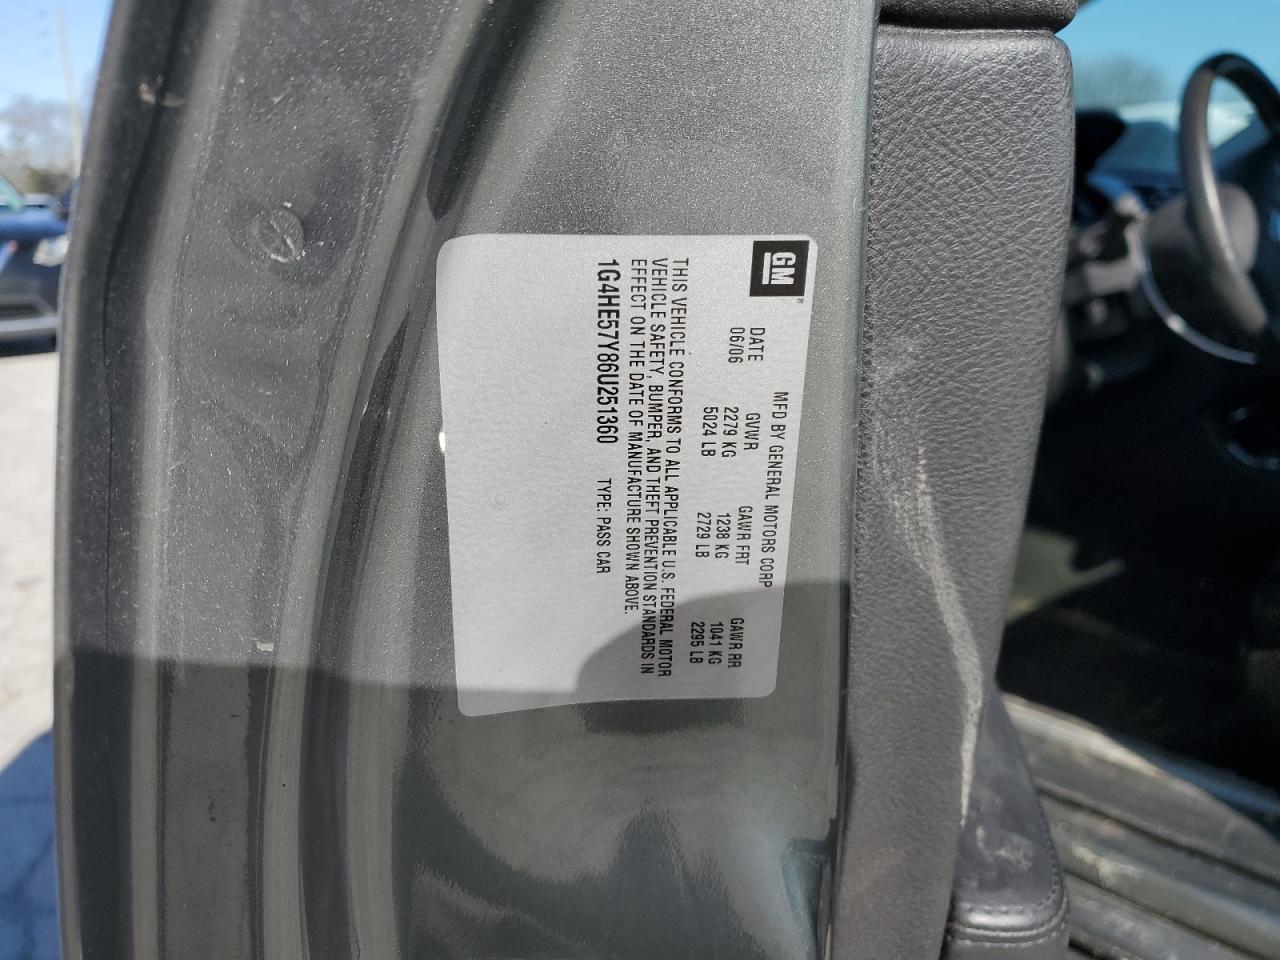 GM
MFD BY GENERAL MOTORS CORP
DATE GVWR GAWR FRT GAWR RR
06/06 2279 KG 1238 KG 1041 KG
5024 LB 2729 LB 2295 LB
THIS VEHICLE CONFORMS TO ALL APPLICABLE U.S. FEDERAL MOTOR
VEHICLE SAFETY, BUMPER, AND THEFT PREVENTION STANDARDS IN
EFFECT ON THE DATE OF MANUFACTURE SHOWN ABOVE.
1G4HE57Y86U251360 TYPE: PASS CAR